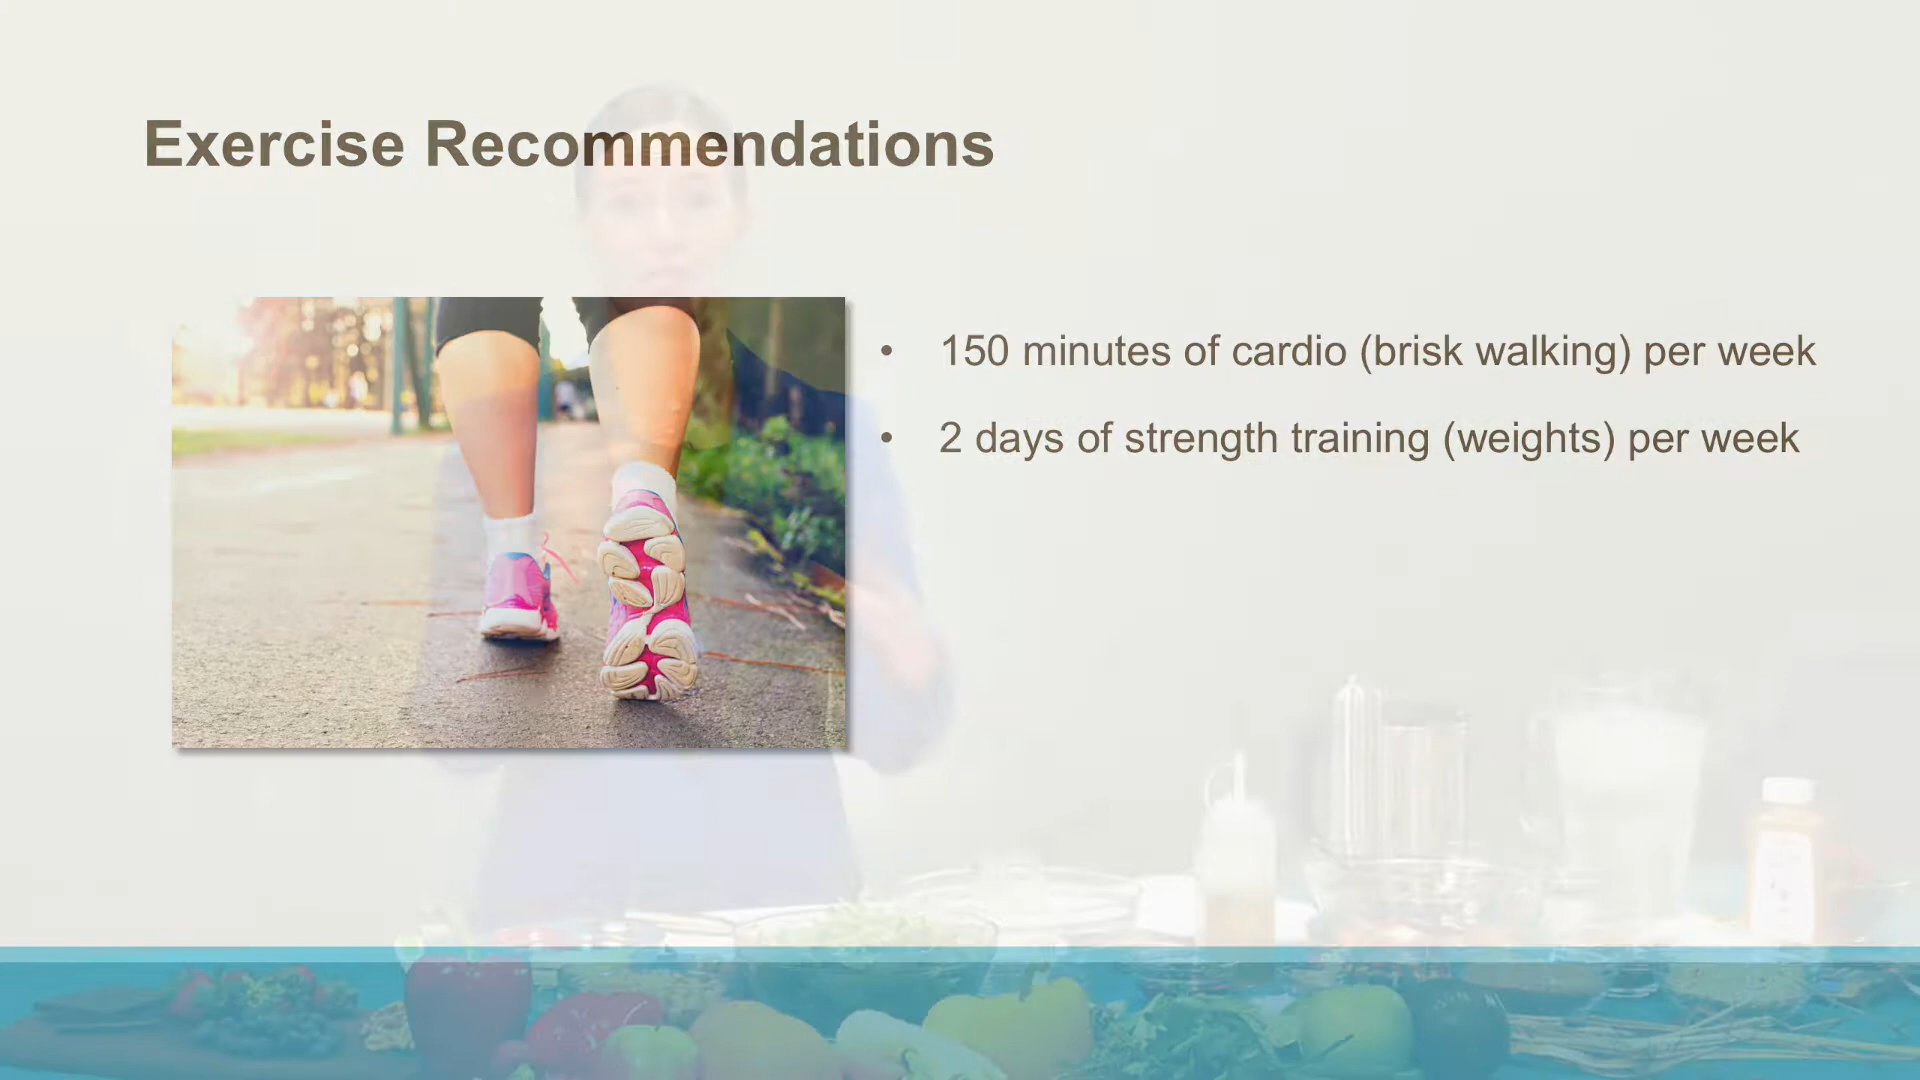 Exercise Recommendations
• 150 minutes of cardio (brisk walking) per week
• 2 days of strength training (weights) per week